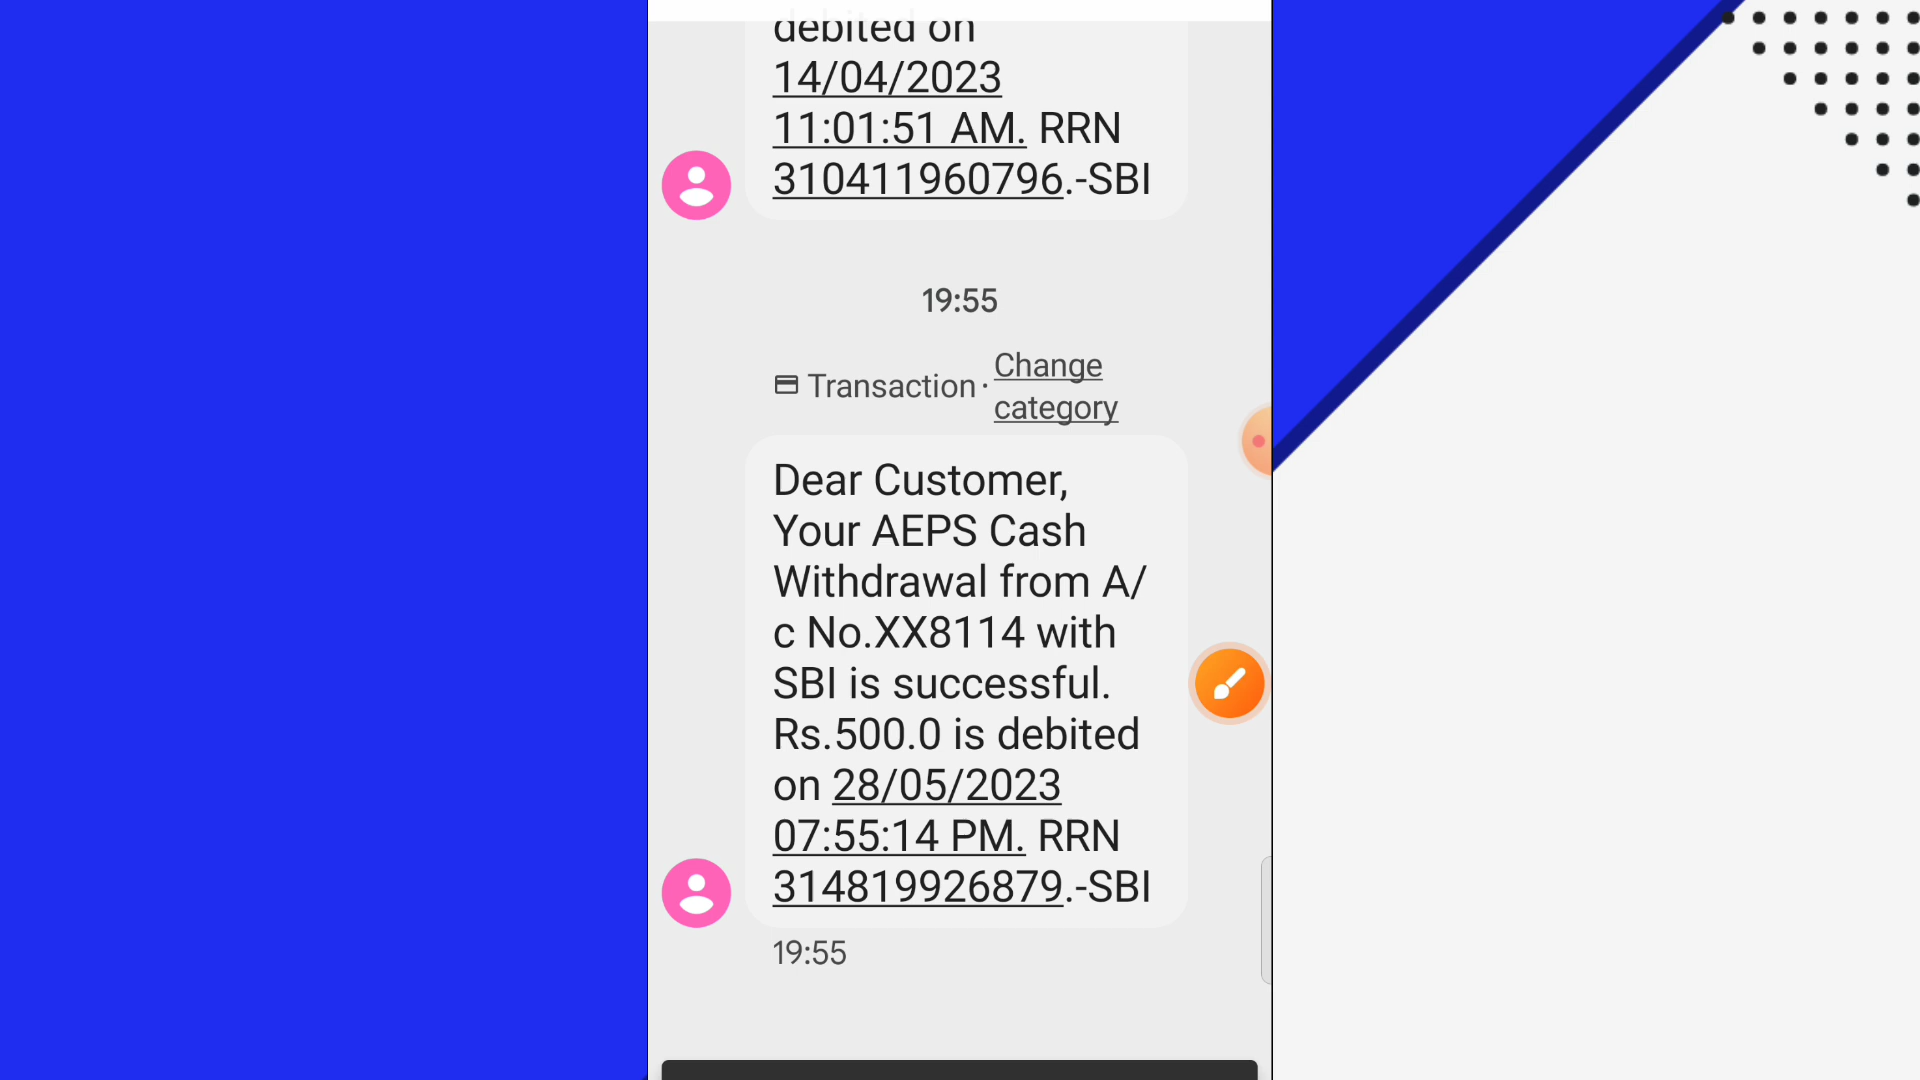 debited on
14/04/2023
11:01:51 AM. RRN
310411960796.-SBI
19:55
Transaction · Change
category
Dear Customer,
Your AEPS Cash
Withdrawal from A/
c No.XX8114 with
SBI is successful.
Rs.500.0 is debited
on 28/05/2023
07:55:14 PM. RRN
314819926879.-SBI
19:55